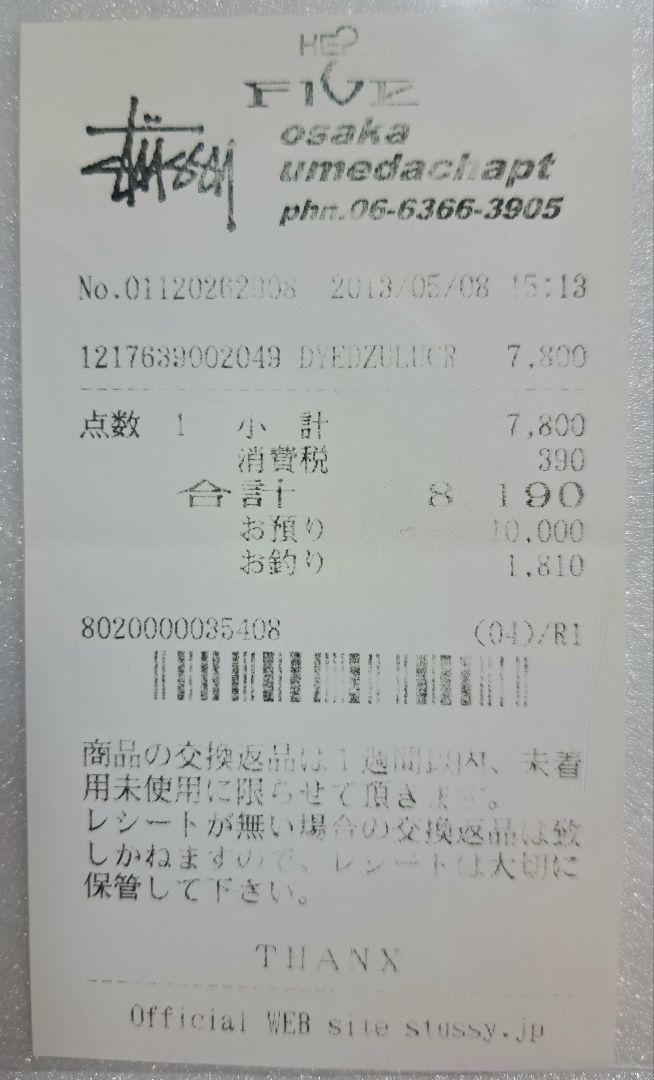 HEP
FIVE
stüssy
osaka
umedachapt
phn.06-6366-3905
No.01120262908 2013/05/08 15:13
1217639002049 DYEDZULUCR 7,800
点数 1 小 計 7,800
消費税 390
合計 8 190
お預り 10,000
お釣り 1,810
8020000035408 (04)/R1
商品の交換返品は1週間以内、未着
用未使用に限らせて頂きます。
レシートが無い場合の交換返品は致
しかねますので、レシートは大切に
保管して下さい。
THANX
Official WEB site stussy.jp